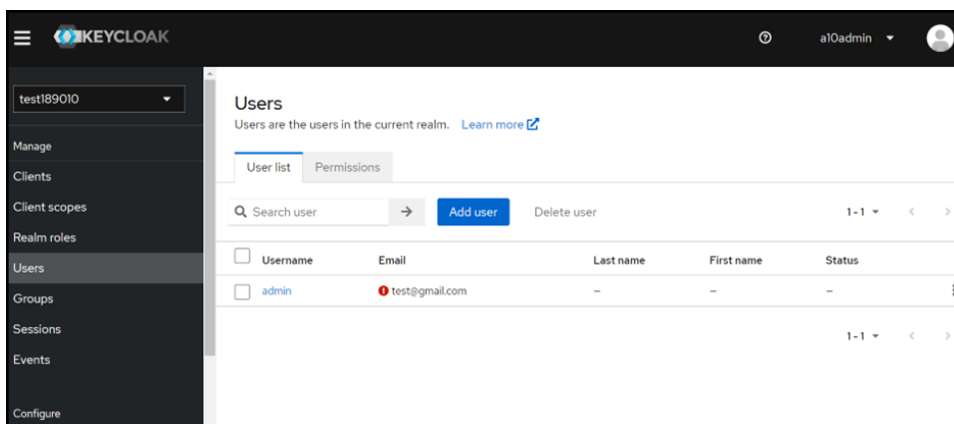 KEYCLOAK
a10admin
test189010
Manage
Clients
Client scopes
Realm roles
Users
Groups
Sessions
Events
Configure
Users
Users are the users in the current realm. Learn more
User list Permissions
Search user Add user Delete user 1-1
Username Email Last name First name Status
admin test@gmail.com – – –
1-1